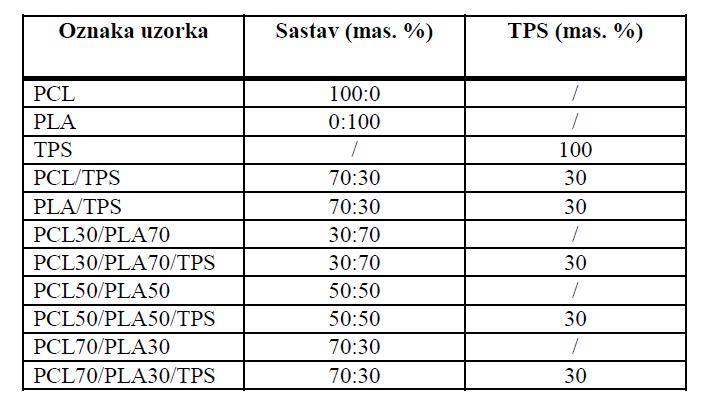 Oznaka uzorka Sastav (mas. %) TPS (mas. %)
PCL 100:0 /
PLA 0:100 /
TPS / 100
PCL/TPS 70:30 30
PLA/TPS 70:30 30
PCL30/PLA70 30:70 /
PCL30/PLA70/TPS 30:70 30
PCL50/PLA50 50:50 /
PCL50/PLA50/TPS 50:50 30
PCL70/PLA30 70:30 /
PCL70/PLA30/TPS 70:30 30